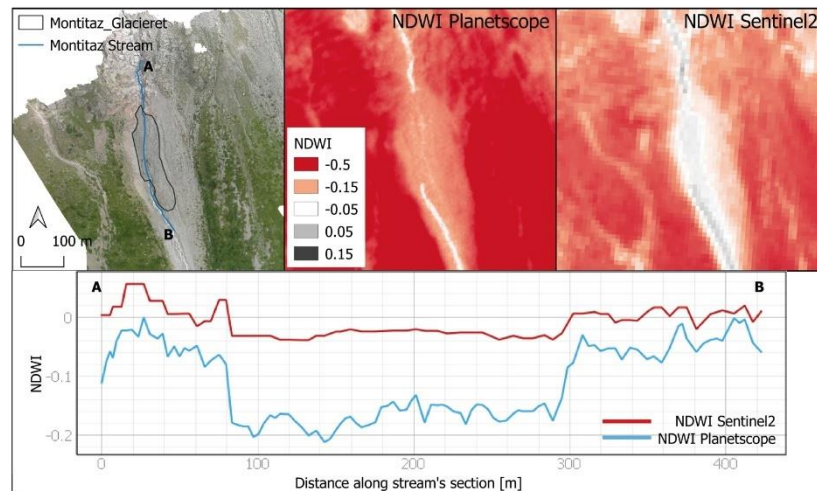 Montitaz_Glacieret
Montitaz Stream
A
B
0 100 m
NDWI Planetscope
NDWI
-0.5
-0.15
-0.05
0.05
0.15
NDWI Sentinel2
A
B
NDWI
0
-0.1
-0.2
NDWI Sentinel2
NDWI Planetscope
0 100 200 300 400
Distance along stream's section [m]